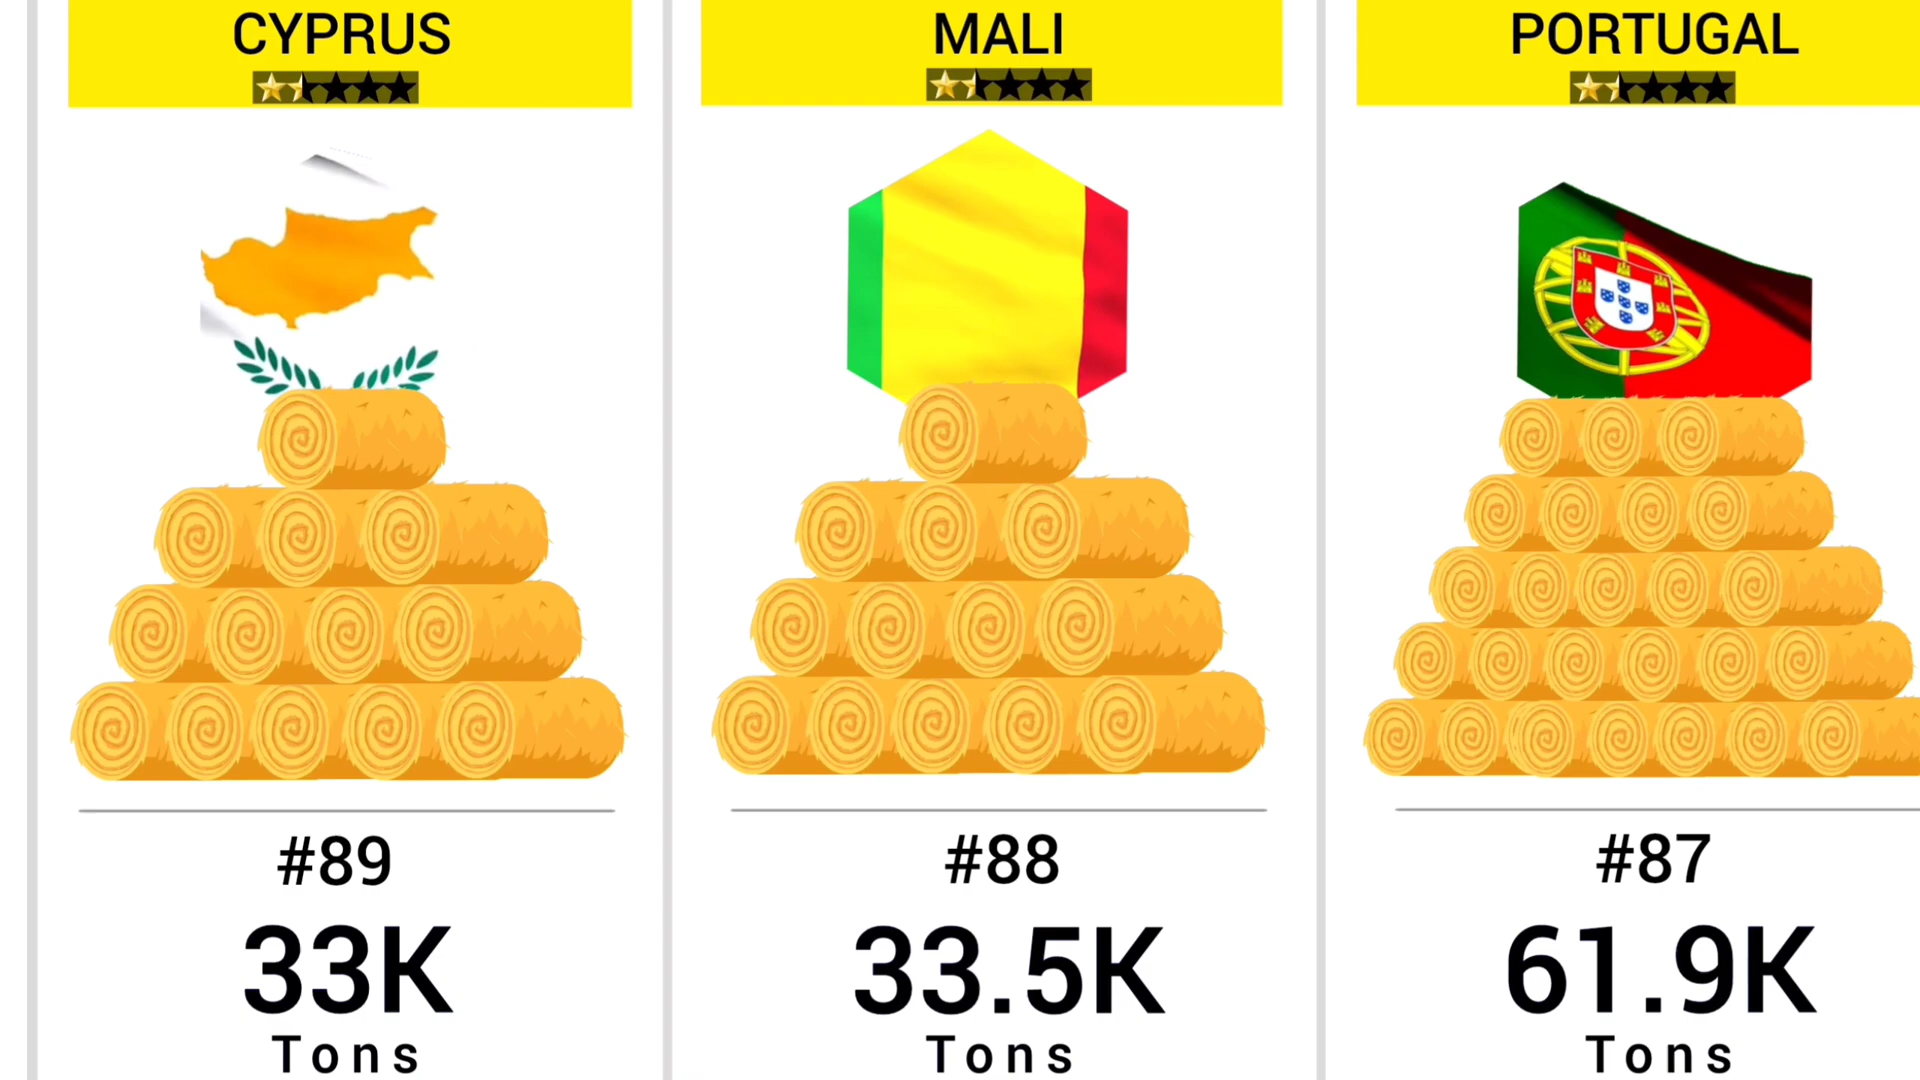 CYPRUS
#89
33K
Tons
MALI
#88
33.5K
Tons
PORTUGAL
#87
61.9K
Tons